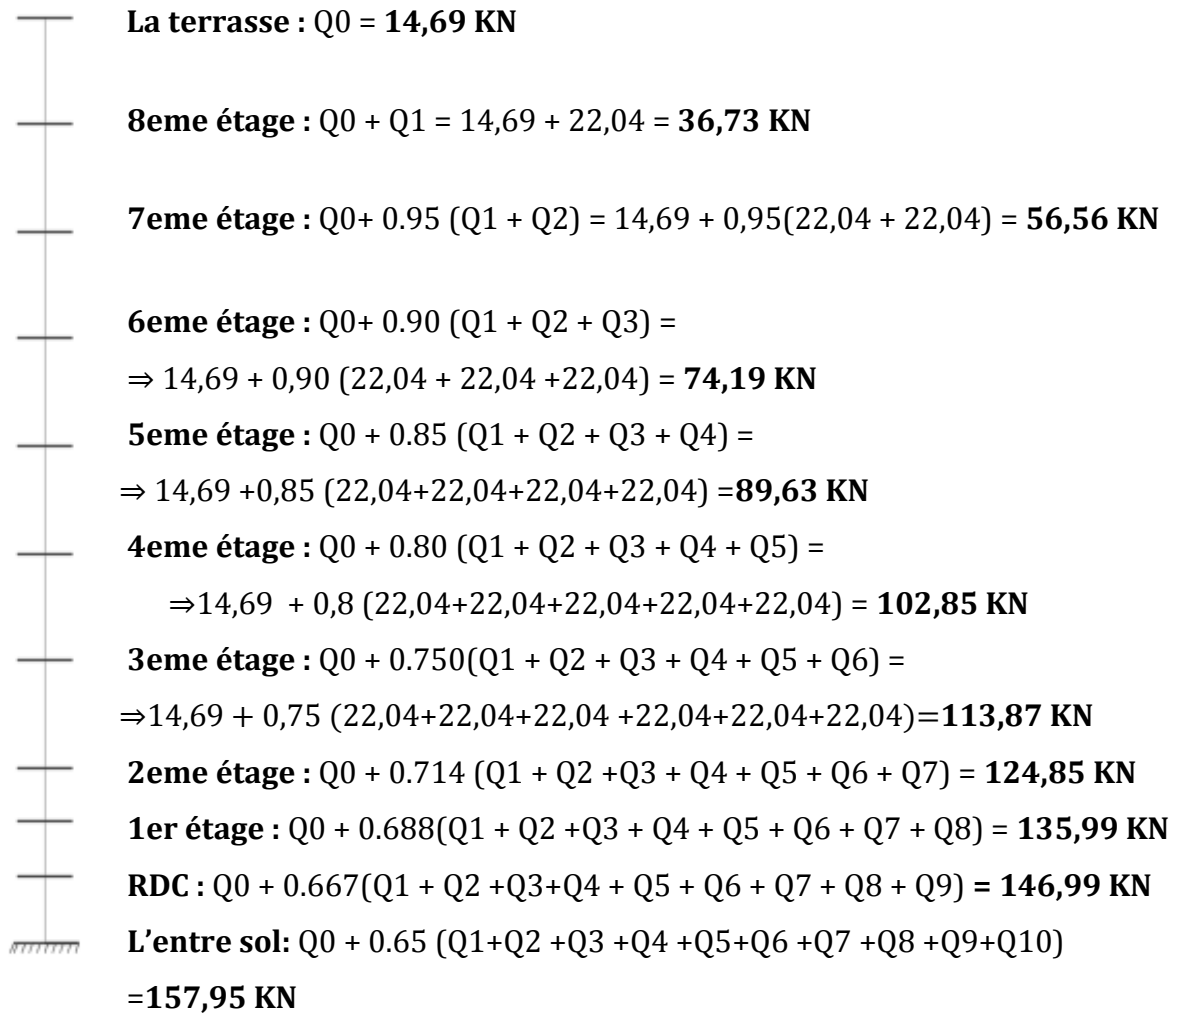 La terrasse : Q0 = 14,69 KN
8eme étage : Q0 + Q1 = 14,69 + 22,04 = 36,73 KN
7eme étage : Q0+ 0.95 (Q1 + Q2) = 14,69 + 0,95(22,04 + 22,04) = 56,56 KN
6eme étage : Q0+ 0.90 (Q1 + Q2 + Q3) =
⇒ 14,69 + 0,90 (22,04 + 22,04 +22,04) = 74,19 KN
5eme étage : Q0 + 0.85 (Q1 + Q2 + Q3 + Q4) =
⇒ 14,69 +0,85 (22,04+22,04+22,04+22,04) =89,63 KN
4eme étage : Q0 + 0.80 (Q1 + Q2 + Q3 + Q4 + Q5) =
⇒14,69 + 0,8 (22,04+22,04+22,04+22,04+22,04) = 102,85 KN
3eme étage : Q0 + 0.750(Q1 + Q2 + Q3 + Q4 + Q5 + Q6) =
⇒14,69 + 0,75 (22,04+22,04+22,04 +22,04+22,04+22,04)=113,87 KN
2eme étage : Q0 + 0.714 (Q1 + Q2 +Q3 + Q4 + Q5 + Q6 + Q7) = 124,85 KN
1er étage : Q0 + 0.688(Q1 + Q2 +Q3 + Q4 + Q5 + Q6 + Q7 + Q8) = 135,99 KN
RDC : Q0 + 0.667(Q1 + Q2 +Q3+Q4 + Q5 + Q6 + Q7 + Q8 + Q9) = 146,99 KN
L’entre sol: Q0 + 0.65 (Q1+Q2 +Q3 +Q4 +Q5+Q6 +Q7 +Q8 +Q9+Q10)
=157,95 KN